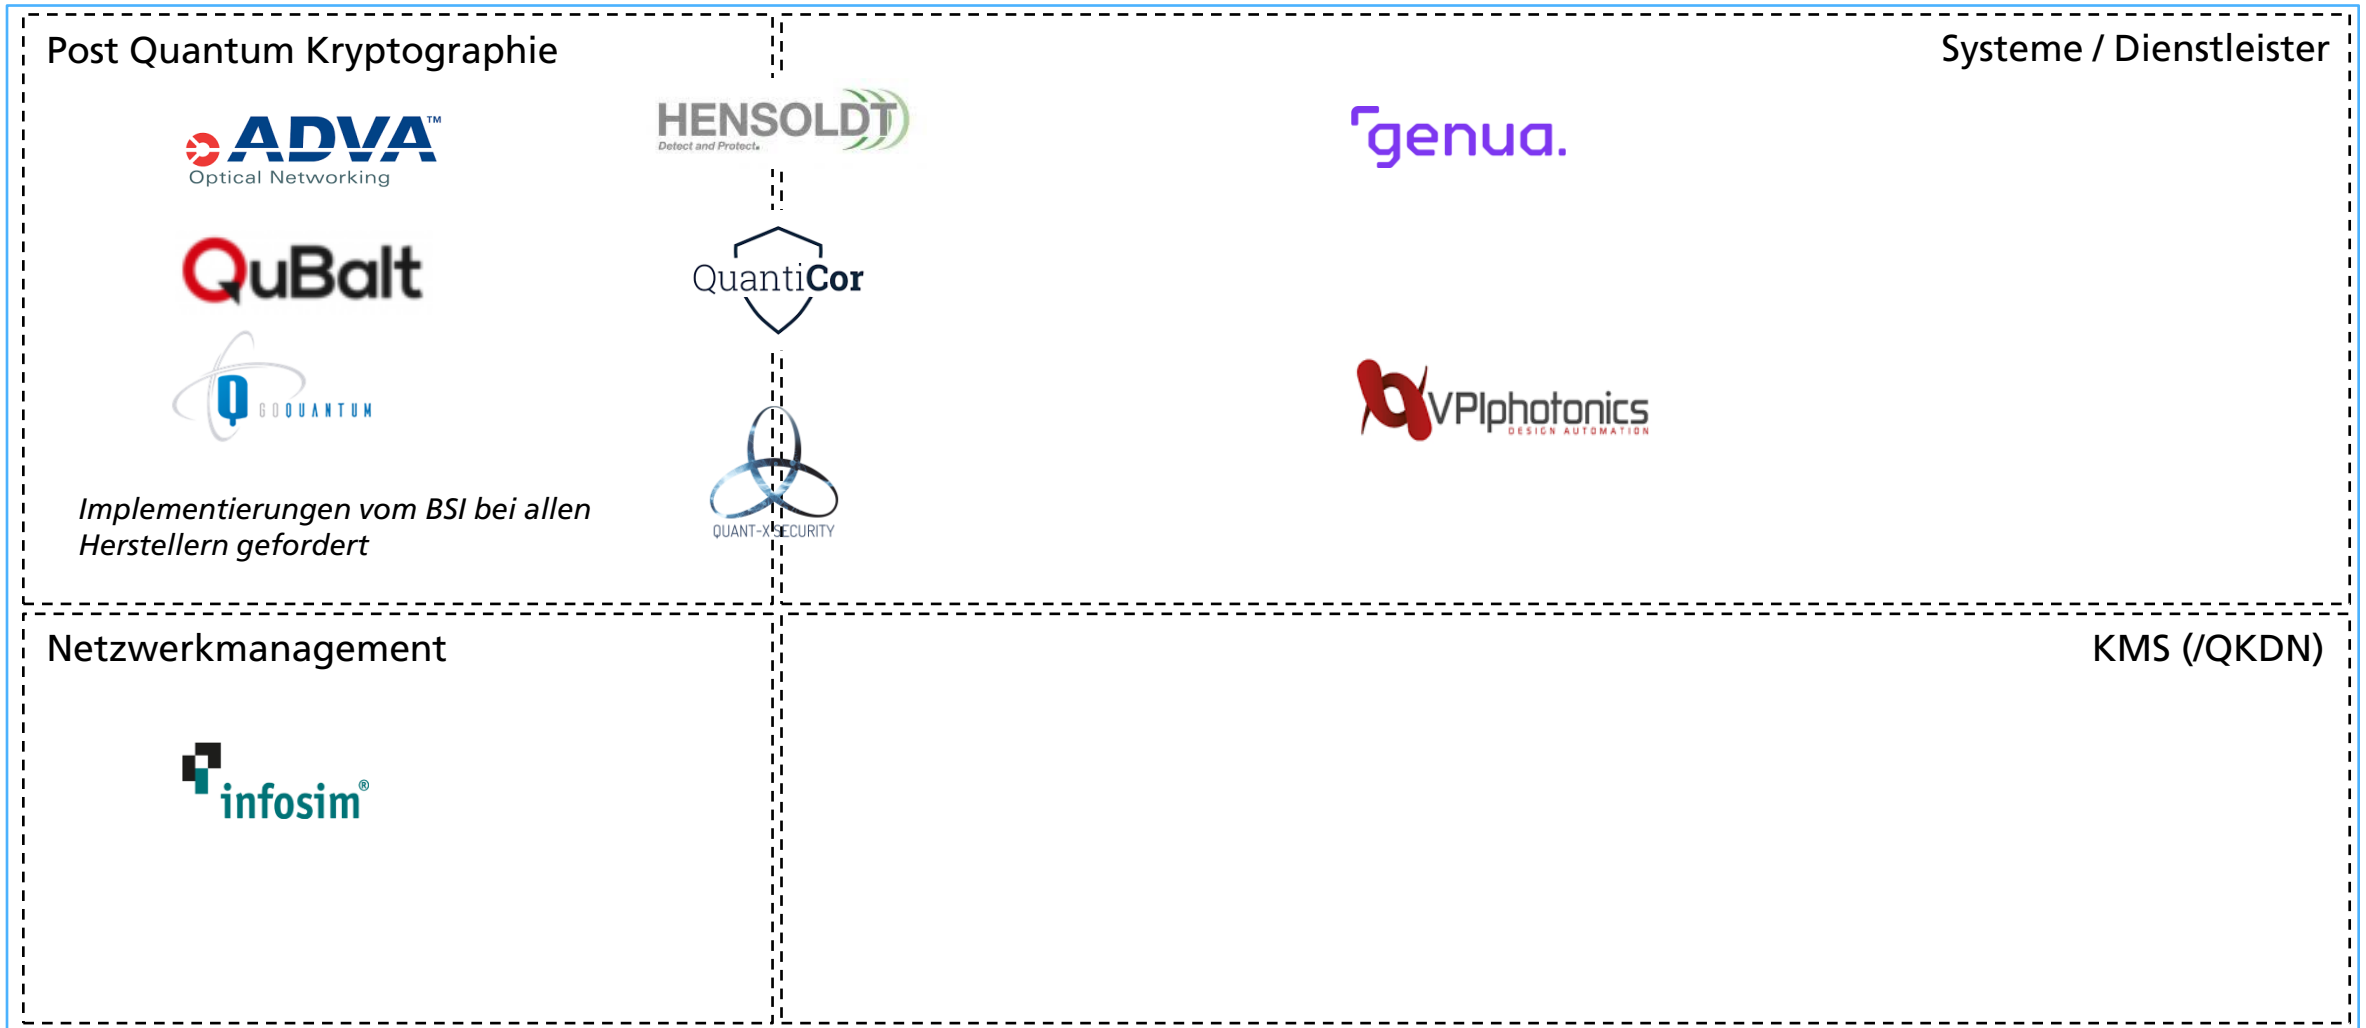 Post Quantum Kryptographie
Systeme / Dienstleister
ADVA™
Optical Networking
HENSOLDT
Detect and Protect.
genua.
QuBalt
QuantiCor
GOQUANTUM
VPIphotonics
DESIGN AUTOMATION
QUANT-X SECURITY
Implementierungen vom BSI bei allen
Herstellern gefordert
Netzwerkmanagement
KMS (/QKDN)
infosim®